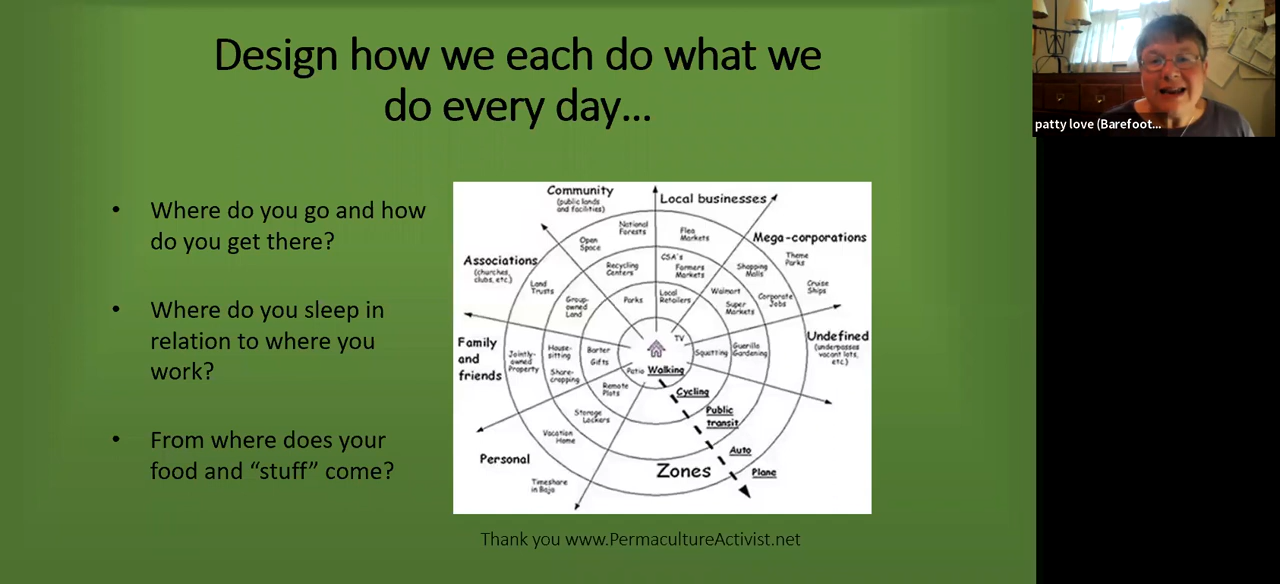 Design how we each do what we
do every day...
• Where do you go and how
do you get there?
• Where do you sleep in
relation to where you
work?
• From where does your
food and “stuff” come?
Community
(public lands
and facilities)
Local businesses
Mega-corporations
Associations
(churches,
clubs, etc.)
Family
and
friends
Personal
Undefined
(underpasses
vacant lots,
etc.)
National
Forests
Open
Space
Recycling
Centers
Parks
Flea
Markets
CSA's
Farmers
Markets
Local
Retailers
Theme
Parks
Shopping
Malls
Cruise
Ships
Walmart
Corporate
Jobs
Super
Markets
Land
Trusts
Group-
owned
Land
Jointly-
owned
Property
House-
sitting
Barter
Gifts
Share-
cropping
TV
Squatting
Guerilla
Gardening
Patio
Remote
Plots
Storage
Lockers
Vacation
Home
Timeshare
in Baja
Walking
Cycling
Public
transit
Auto
Plane
Zones
Thank you www.PermacultureActivist.net
patty love (Barefoot...